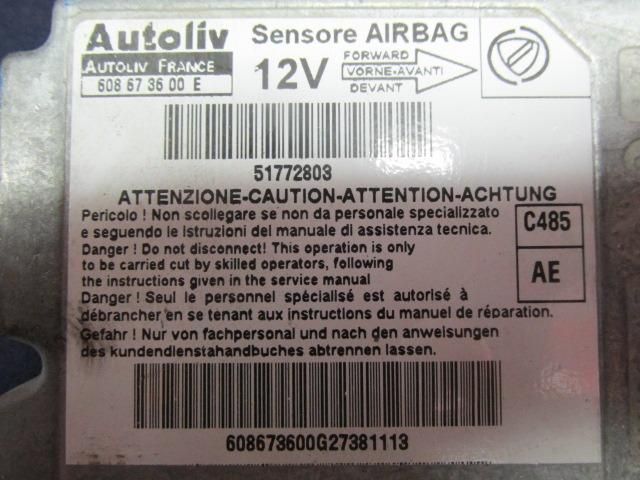 Autoliv
AUTOLIV FRANCE
608 67 36 00 E
Sensore AIRBAG
12V
FORWARD
VORNE-AVANTI
DEVANT
51772803
ATTENZIONE-CAUTION-ATTENTION-ACHTUNG
Pericolo ! Non scollegare se non da personale specializzato
e seguendo le istruzioni del manuale di assistenza tecnica.
Danger ! Do not disconnect! This operation is only
to be carried cut by skilled operators, following
the instructions given in the service manual
Danger ! Seul le personnel spécialisé est autorisé à
débrancher en se tenant aux instructions du manuel de réparation.
Gefahr ! Nur von fachpersonal und nach den anweisungen
des kundendienstahandbuches abtrennen lassen.
C485
AE
608673600G27381113